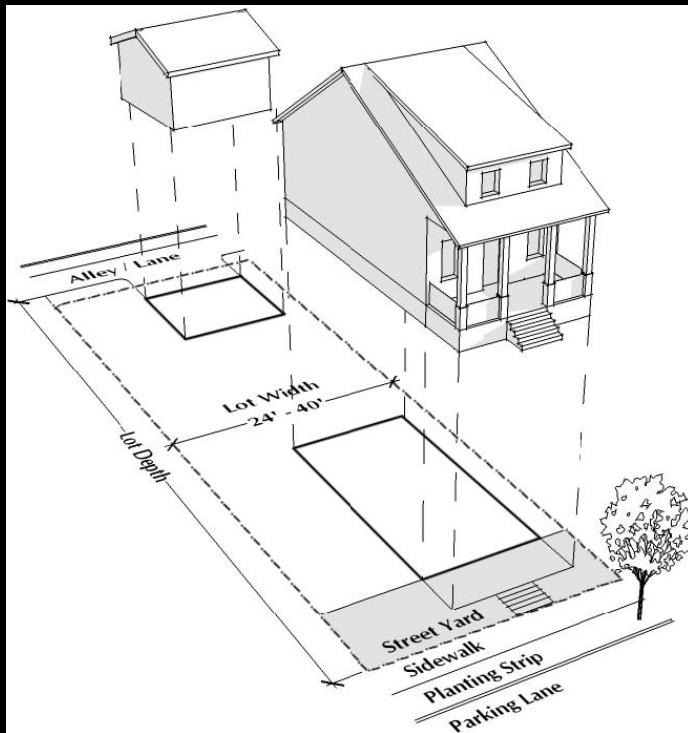 Alley / Lane
Lot Width
24' - 40'
Lot Depth
Street Yard
Sidewalk
Planting Strip
Parking Lane